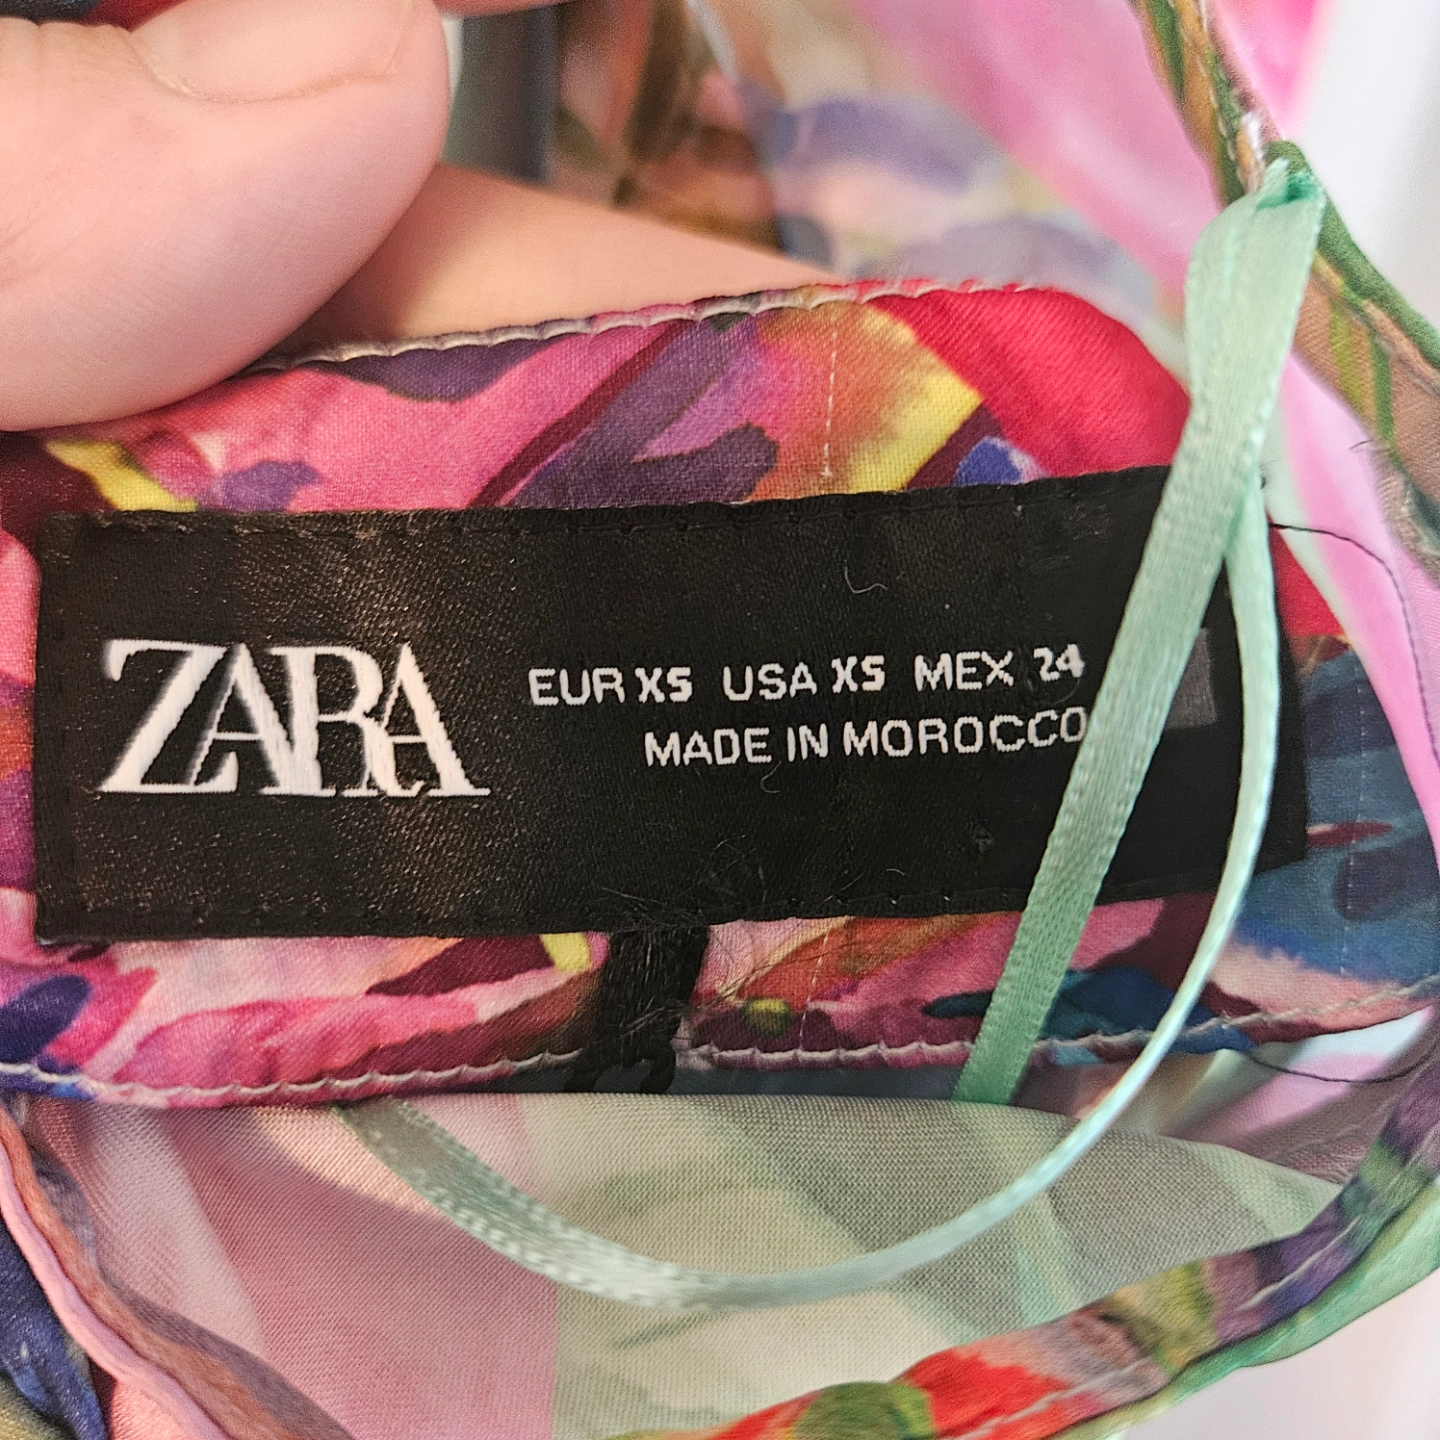 ZARA
EUR XS USA XS MEX 24
MADE IN MOROCCO